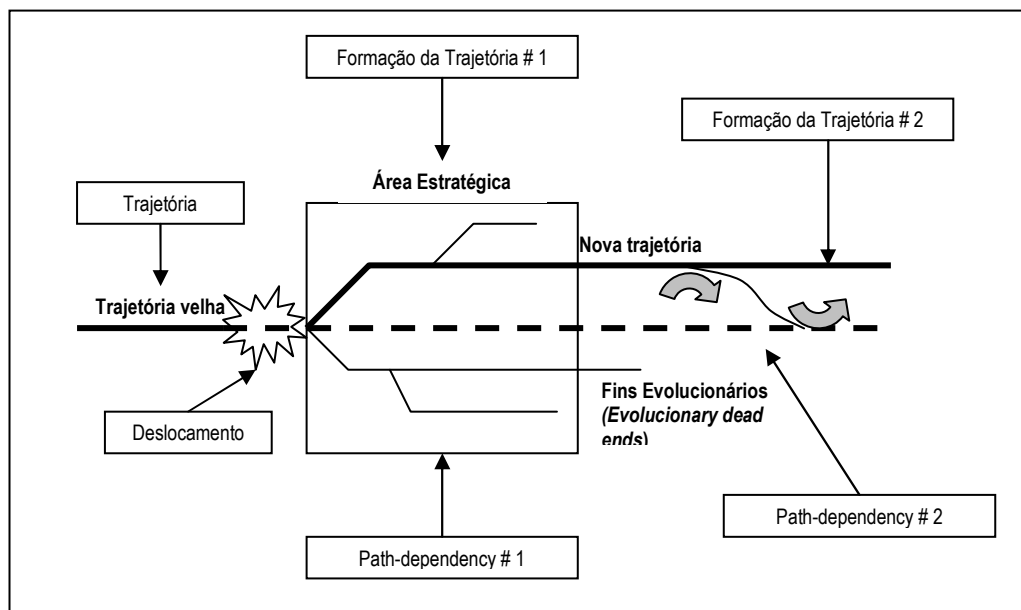 Formação da Trajetória # 1
Formação da Trajetória # 2
Área Estratégica
Trajetória
Nova trajetória
Trajetória velha
Fins Evolucionários
(Evolucionary dead
ends)
Deslocamento
Path-dependency # 2
Path-dependency # 1